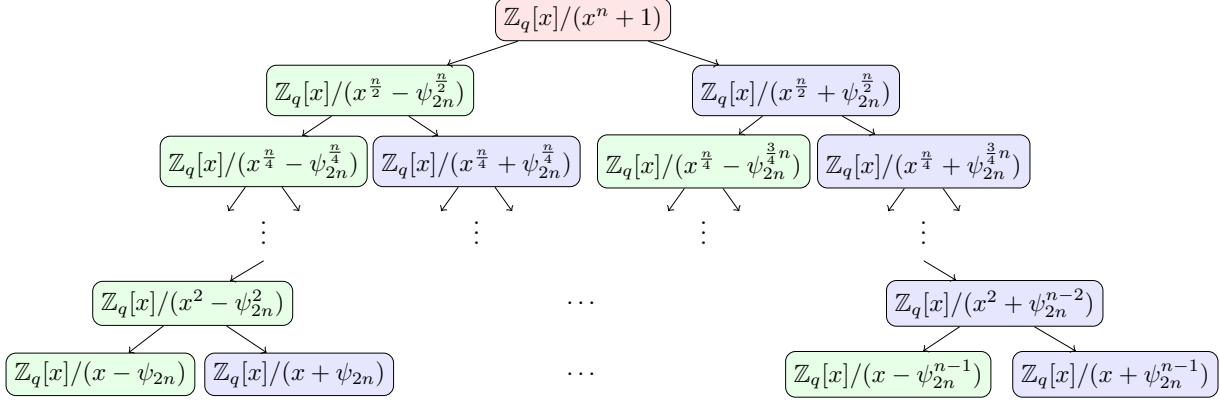 ℤ_q[x]/(x^n + 1)
ℤ_q[x]/(x^{n/2} − ψ_{2n}^{n/2}) ℤ_q[x]/(x^{n/2} + ψ_{2n}^{n/2})
ℤ_q[x]/(x^{n/4} − ψ_{2n}^{n/4}) ℤ_q[x]/(x^{n/4} + ψ_{2n}^{n/4}) ℤ_q[x]/(x^{n/4} − ψ_{2n}^{3/4 n}) ℤ_q[x]/(x^{n/4} + ψ_{2n}^{3/4 n})
⋮ ⋮ ⋮ ⋮
ℤ_q[x]/(x^2 − ψ_{2n}^2) … ℤ_q[x]/(x^2 + ψ_{2n}^{n−2})
ℤ_q[x]/(x − ψ_{2n}) ℤ_q[x]/(x + ψ_{2n}) … ℤ_q[x]/(x − ψ_{2n}^{n−1}) ℤ_q[x]/(x + ψ_{2n}^{n−1})